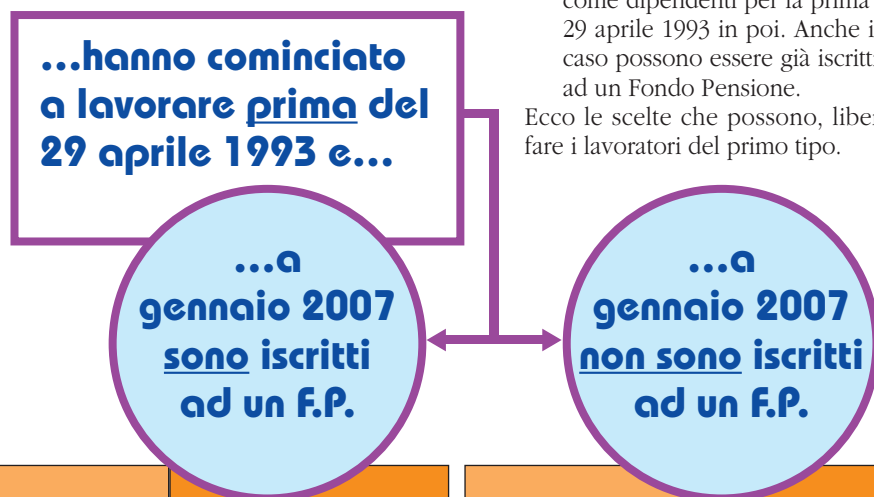 come dipendenti per la prima
29 aprile 1993 in poi. Anche i
caso possono essere già iscritt
ad un Fondo Pensione.
Ecco le scelte che possono, liber
fare i lavoratori del primo tipo.
...hanno cominciato
a lavorare prima del
29 aprile 1993 e...
...a
gennaio 2007
sono iscritti
ad un F.P.
...a
gennaio 2007
non sono iscritti
ad un F.P.